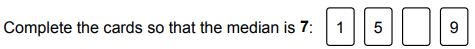 Complete the cards so that the median is 7: 1 5 9